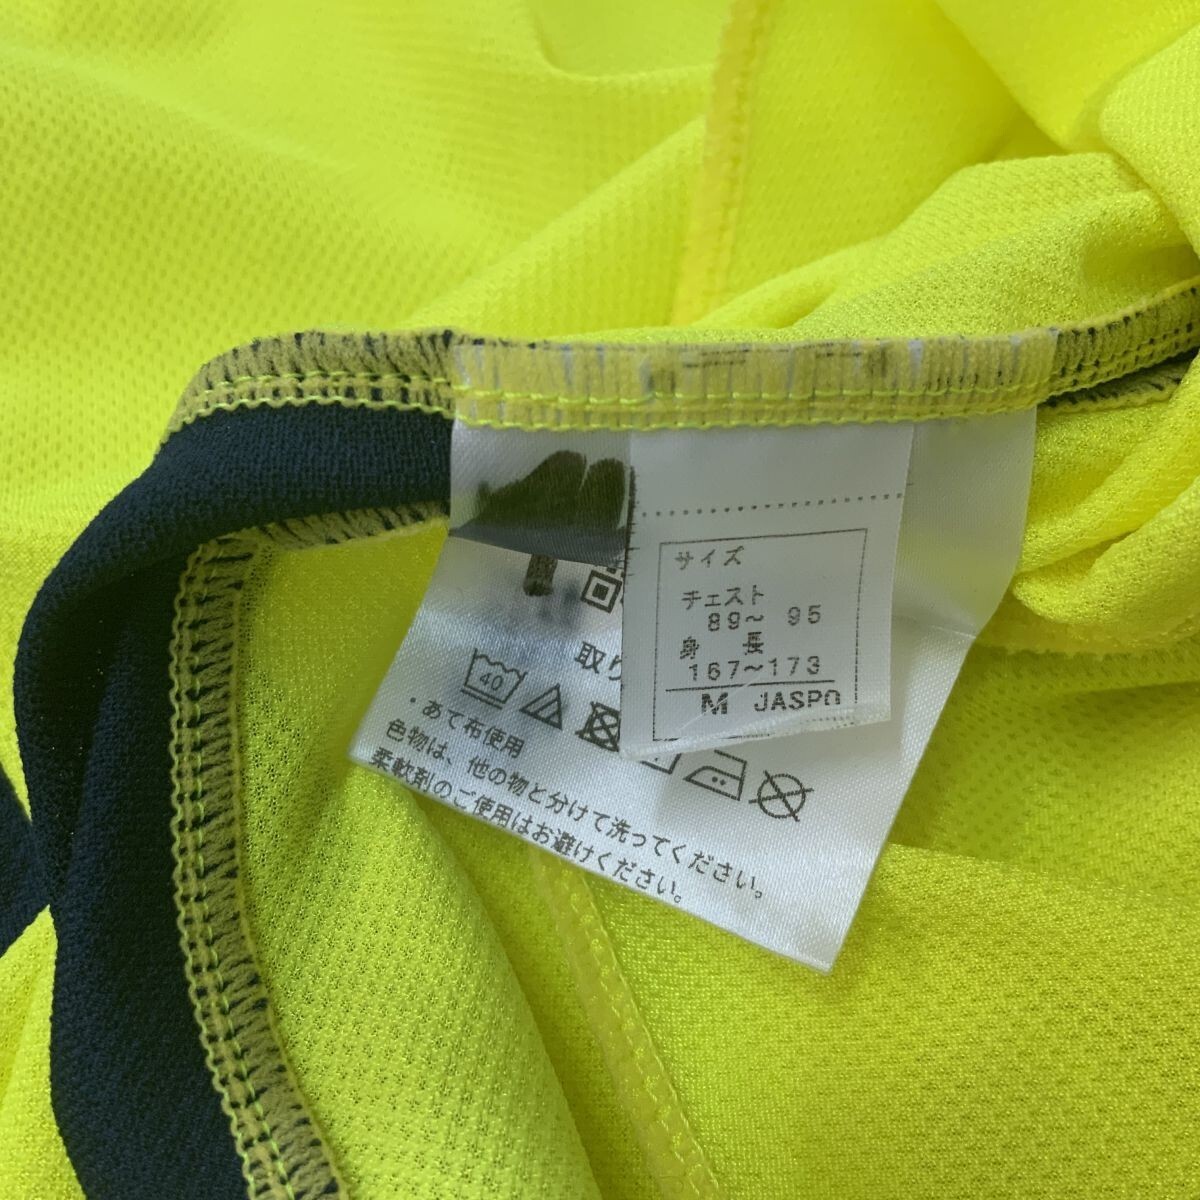 サイズ
チェスト
89～ 95
身 長
167～173
M JASPO
取り
40
・あて布使用
色物は、他の物と分けて洗ってください。
柔軟剤のご使用はお避けください。